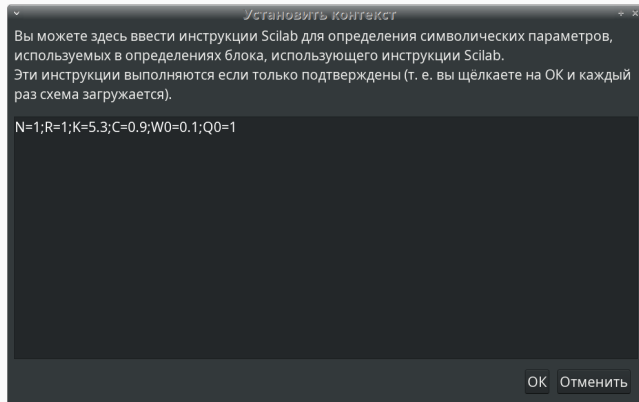 Установить контекст
Вы можете здесь ввести инструкции Scilab для определения символических параметров,
используемых в определениях блока, использующего инструкции Scilab.
Эти инструкции выполняются если только подтверждены (т. е. вы щёлкаете на ОК и каждый
раз схема загружается).
N=1;R=1;K=5.3;C=0.9;W0=0.1;Q0=1
ОК Отменить